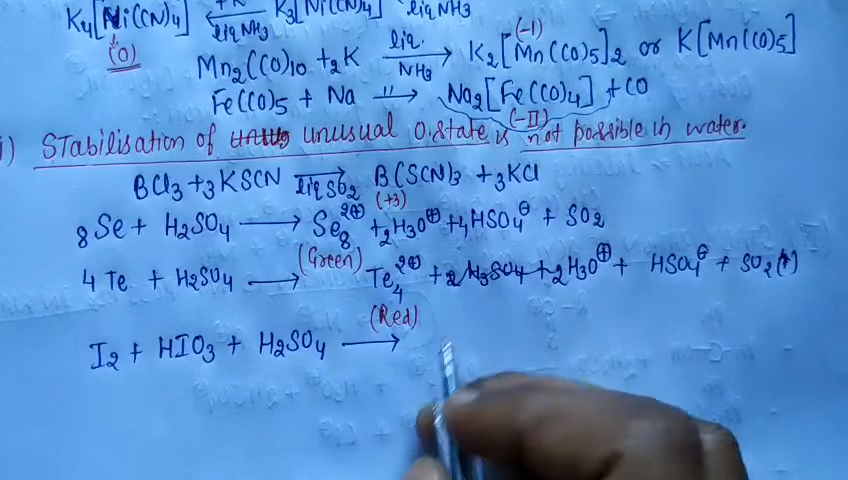 K4[Ni(CN)4] ⟵ +K liq NH3 K3[Ni(CN)4] liq NH3
(0)
Mn2(CO)10 + 2K ⟶ liq. NH3 K2[Mn(CO)5]2 or K[Mn(CO)5]
(-1)
Fe(CO)5 + Na ⟶ " Na2[Fe(CO)4] + CO
(-II)
i) Stabilisation of unusual O.state is not possible in water.
BCl3 + 3KSCN ⟶ liq SO2 B(SCN)3 + 3KCl
(+3)
8Se + H2SO4 ⟶ Se8 2⊕ + 2H3O⊕ + 4HSO4⊖ + SO2
(Green)
4Te + H2SO4 ⟶ Te4 2⊕ + 2H3SO4 + 2H3O⊕ + HSO4⊖ + SO2(↑)
(Red)
I2 + HIO3 + H2SO4 ⟶